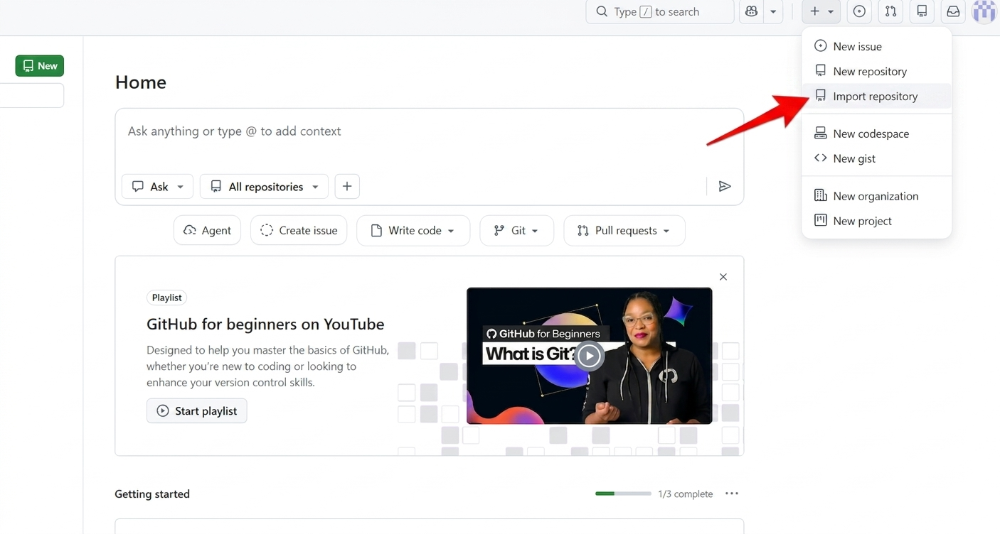 Type / to search
New
New issue
New repository
Import repository
New codespace
New gist
New organization
New project
Home
Ask anything or type @ to add context
Ask
All repositories
Agent
Create issue
Write code
Git
Pull requests
Playlist
GitHub for beginners on YouTube
Designed to help you master the basics of GitHub,
whether you're new to coding or looking to
enhance your version control skills.
Start playlist
GitHub for Beginners
What is Git?
Getting started
1/3 complete